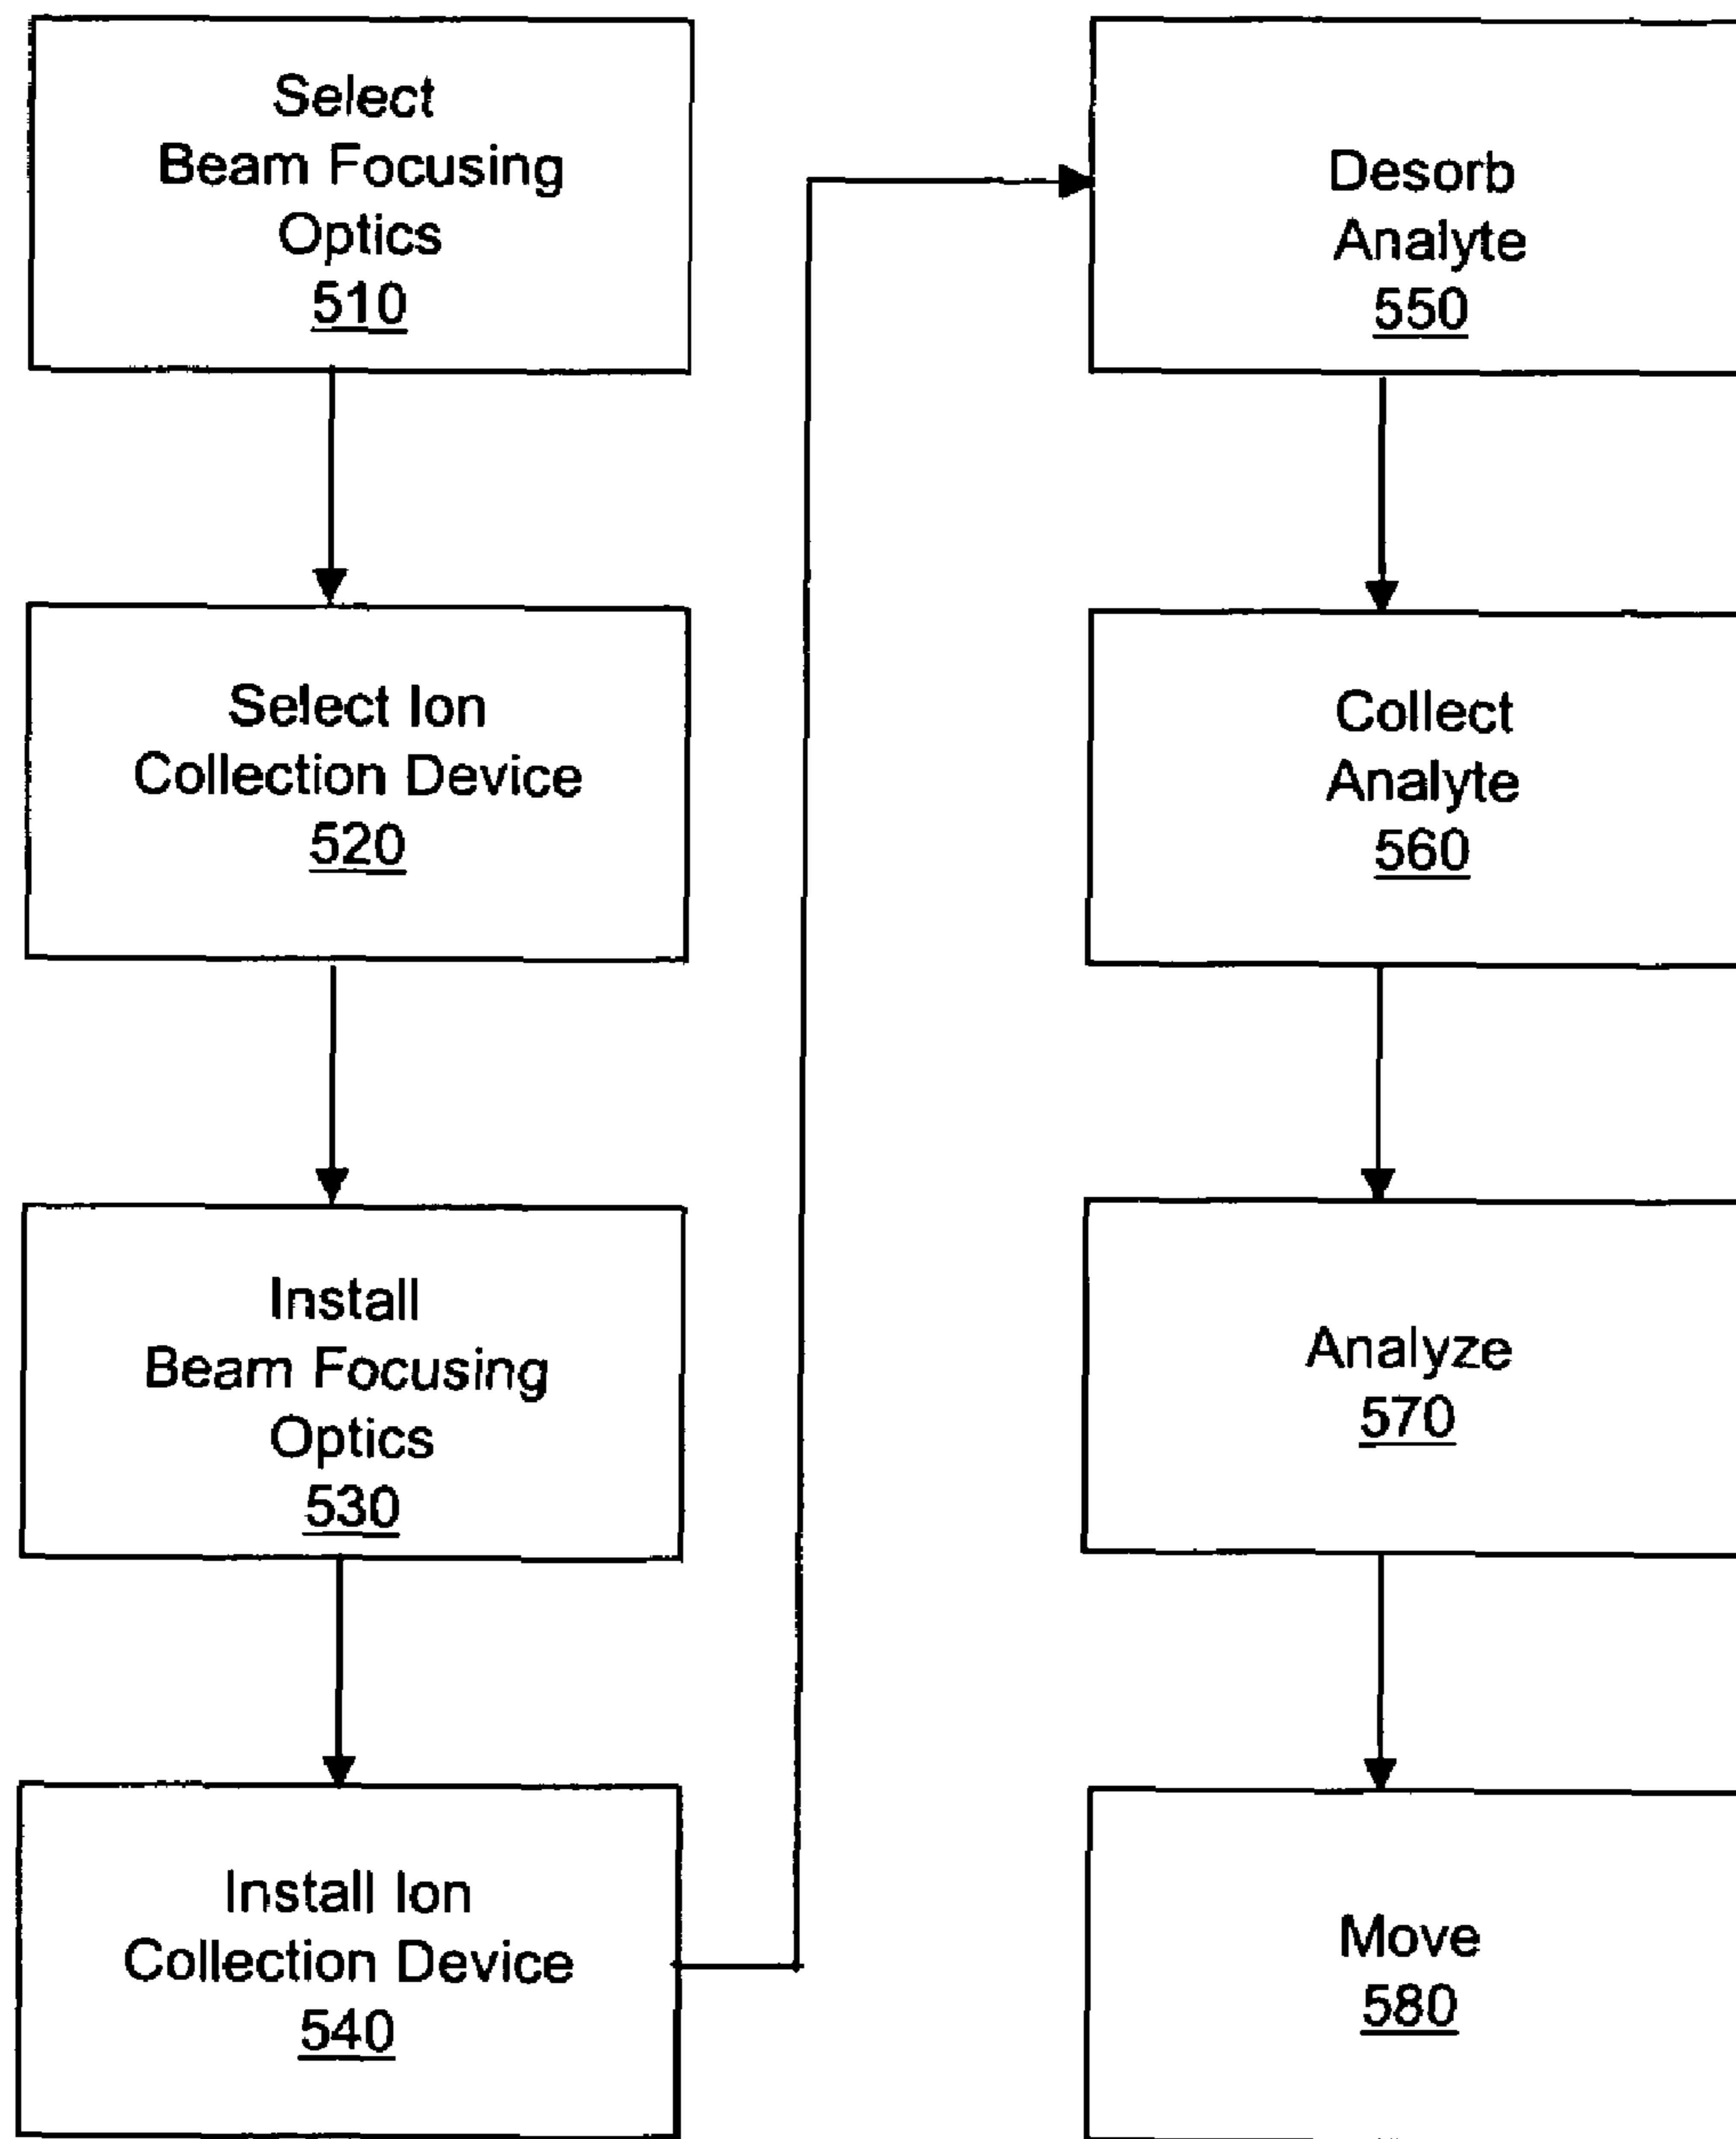 Select
Beam Focusing
Optics
510
Select Ion
Collection Device
520
Install
Beam Focusing
Optics
530
Install Ion
Collection Device
540
Desorb
Analyte
550
Collect
Analyte
560
Analyze
570
Move
580